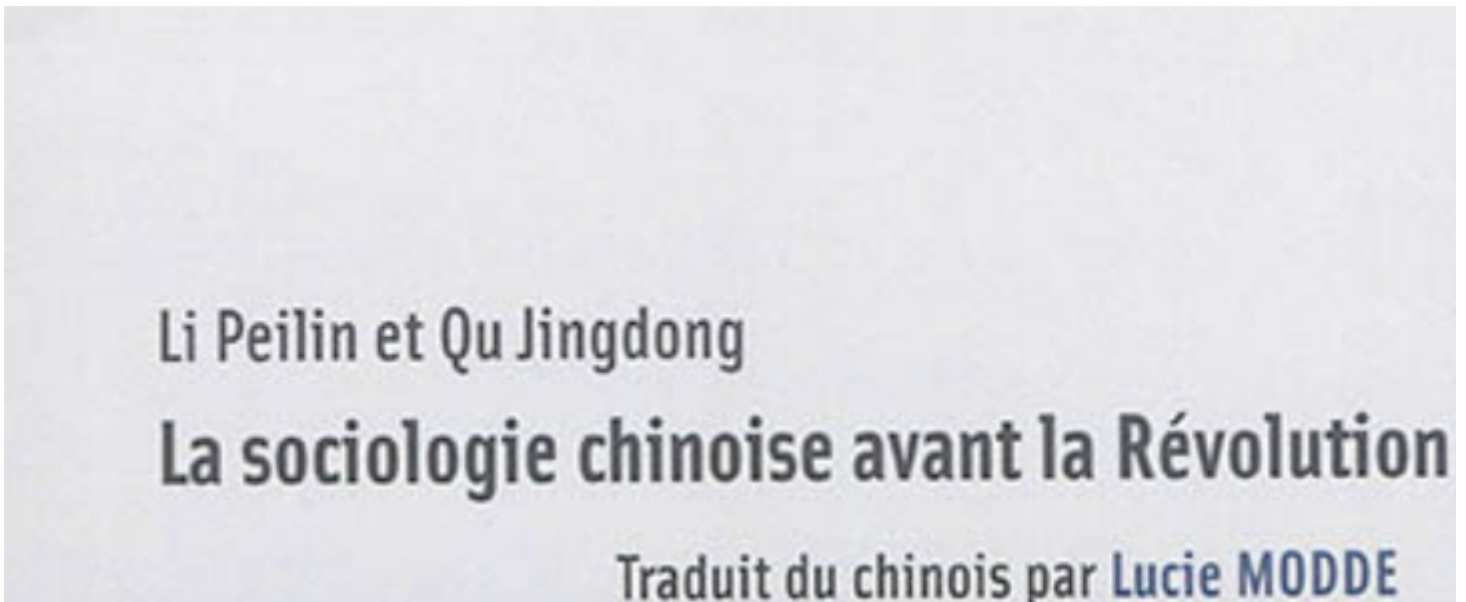 Li Peilin et Qu Jingdong
La sociologie chinoise avant la Révolution
Traduit du chinois par Lucie MODDE